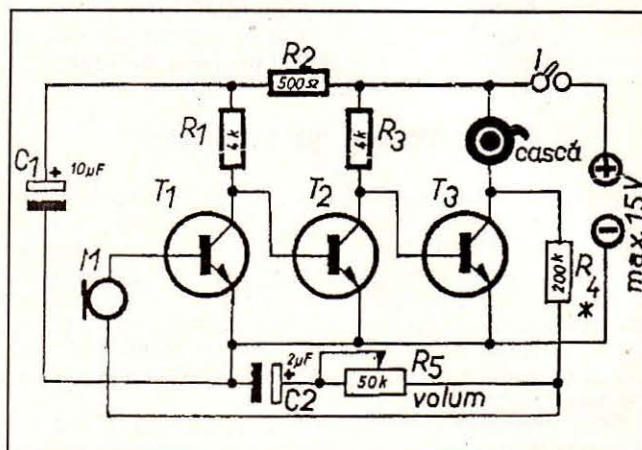 R2
500Ω
I
R1
4k
4k
R3
cască
C1
+
10µF
T1
T2
T3
+
−
max. 15V
M
200k
R4
*
2µF
+
C2
50k
R5
volum